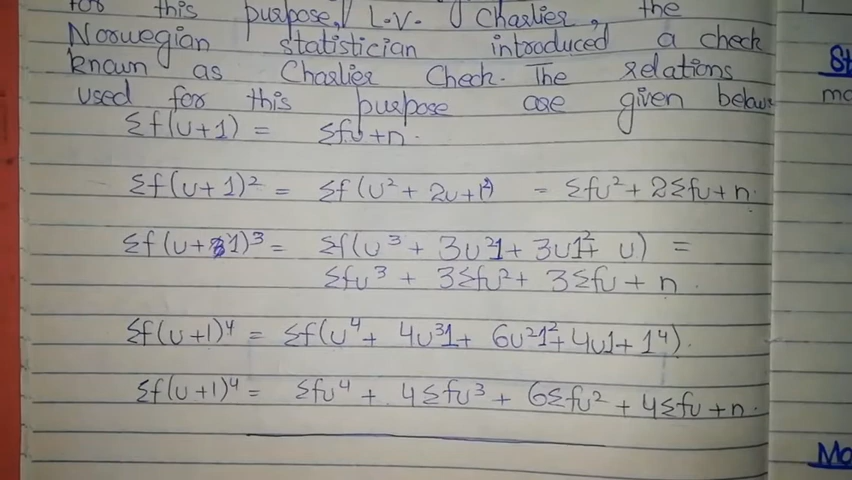 for this purpose, L.V. Charlier, the
Norwegian statistician introduced a check
known as Charlier Check. The relations
used for this purpose are given below
Σf(u+1) = Σfu+n.
Σf(u+1)² = Σf(u² + 2u+1²) = Σfu² + 2Σfu+n.
Σf(u+1)³ = Σf(u³ + 3u²1+ 3u1²+ u) =
Σfu³ + 3Σfu²+ 3Σfu + n.
Σf(u+1)⁴ = Σf(u⁴+ 4u³1+ 6u²1²+4u1+ 1⁴).
Σf(u+1)⁴ = Σfu⁴ + 4Σfu³ + 6Σfu² + 4Σfu +n.
St
mo
Mo